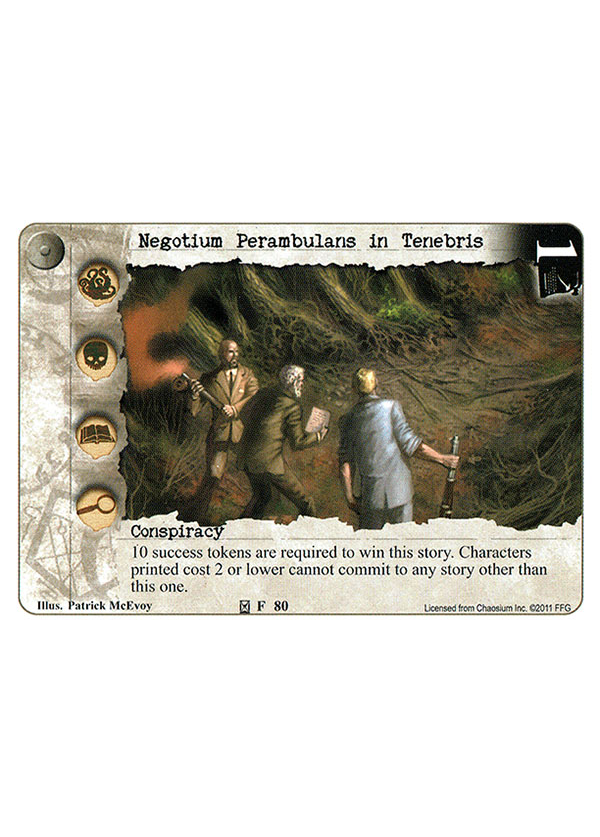 Negotium Perambulans in Tenebris
1
Conspiracy
10 success tokens are required to win this story. Characters
printed cost 2 or lower cannot commit to any story other than
this one.
Illus. Patrick McEvoy F 80 Licensed from Chaosium Inc. ©2011 FFG